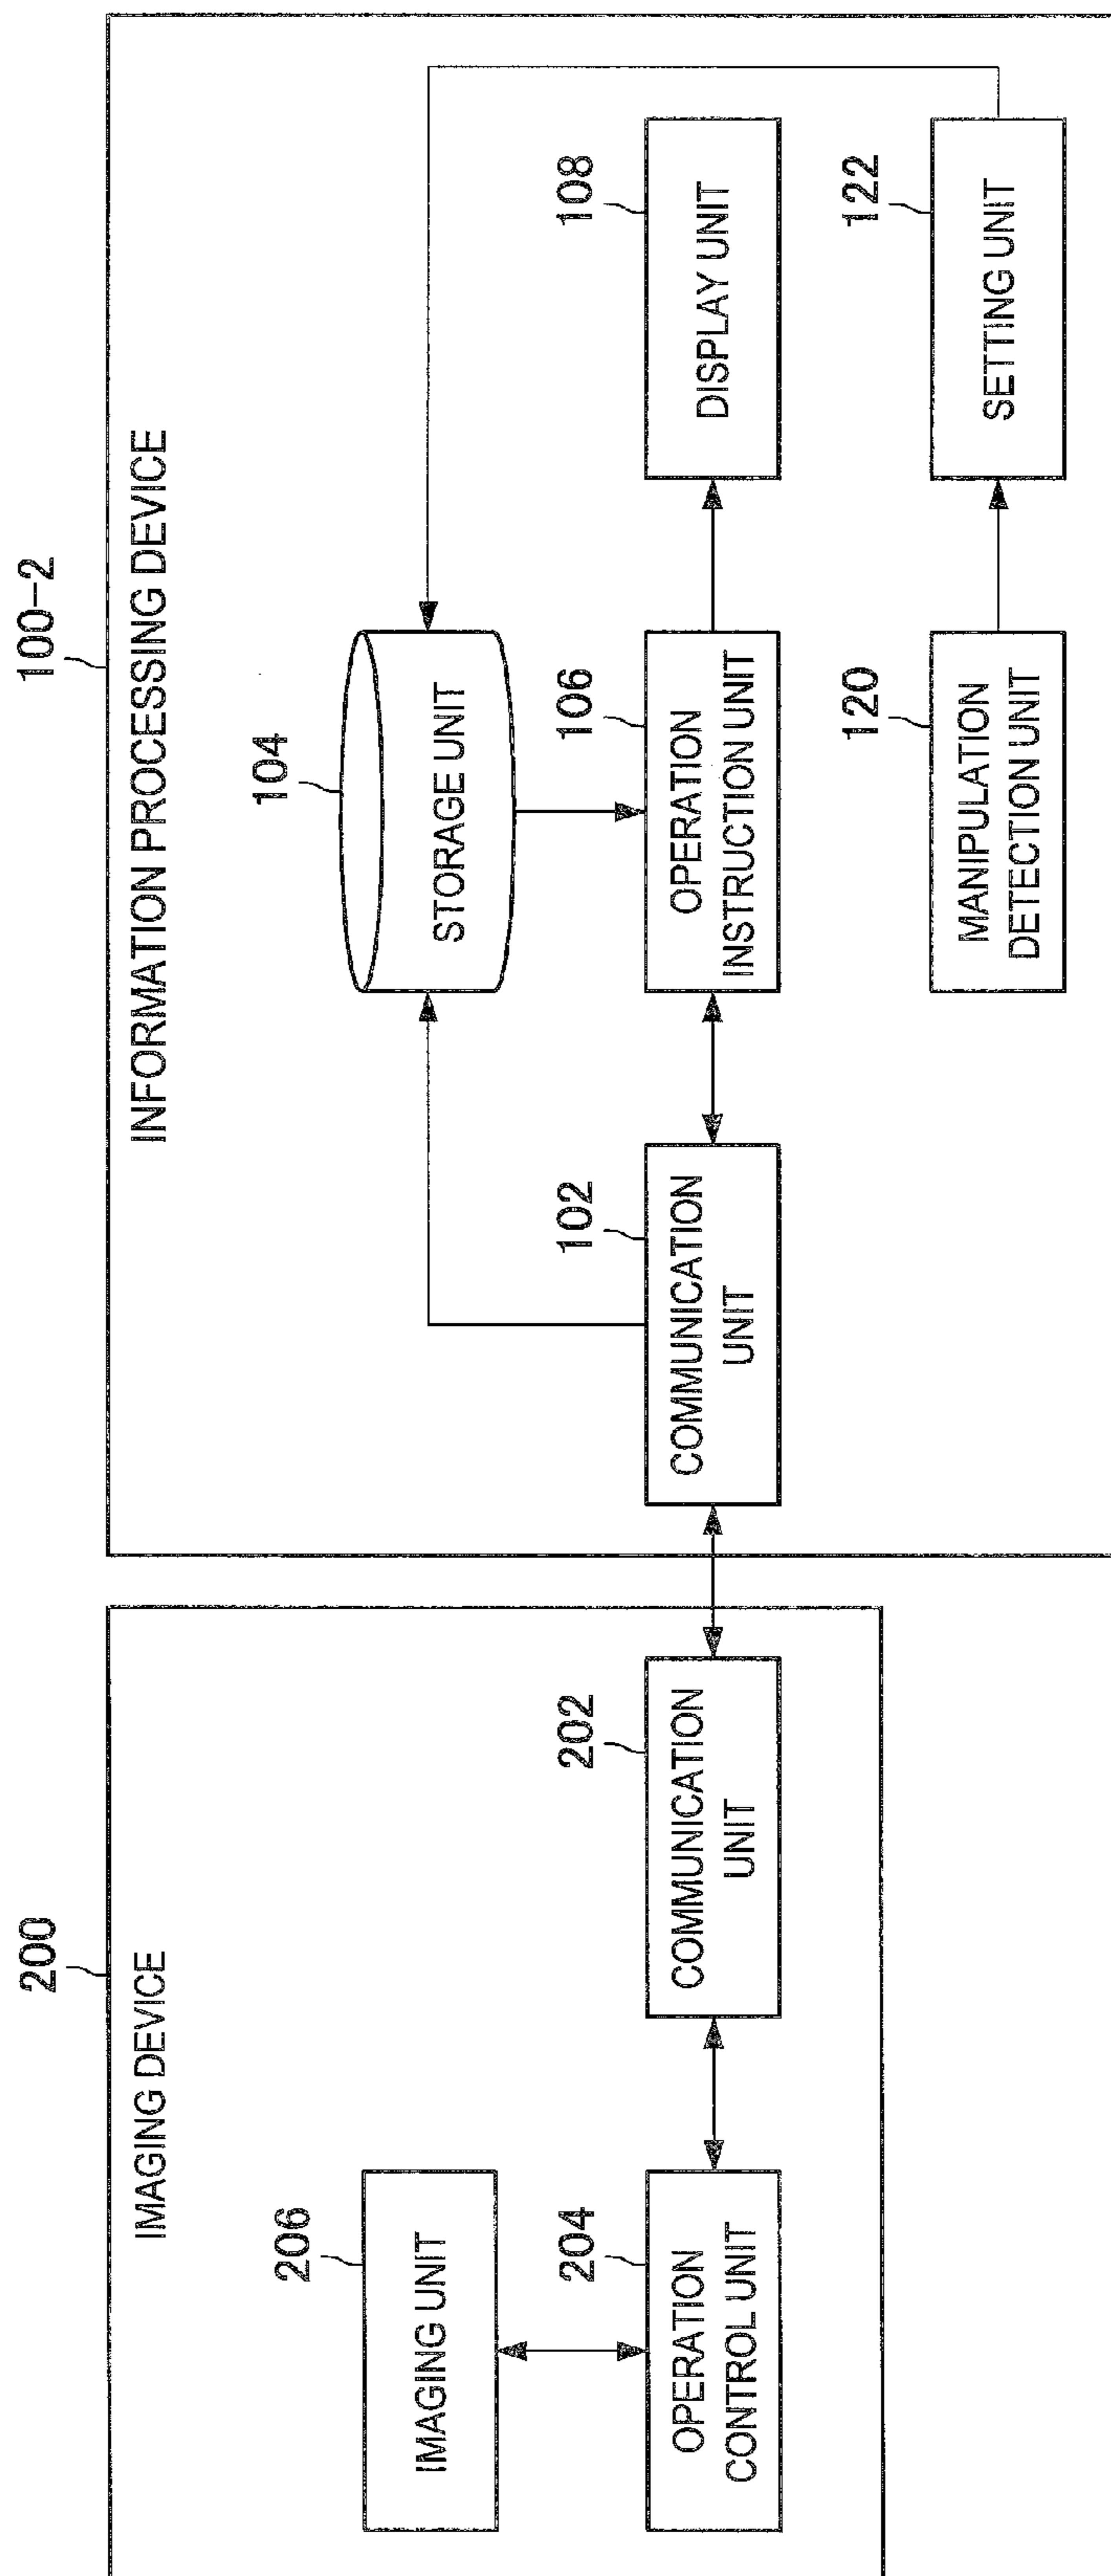 200
IMAGING DEVICE
206
IMAGING UNIT
204
OPERATION
CONTROL UNIT
202
COMMUNICATION
UNIT
100-2
INFORMATION PROCESSING DEVICE
104
STORAGE UNIT
102
COMMUNICATION
UNIT
106
OPERATION
INSTRUCTION UNIT
108
DISPLAY UNIT
120
MANIPULATION
DETECTION UNIT
122
SETTING UNIT